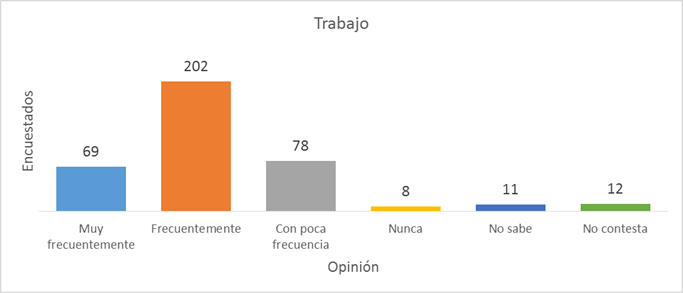 Trabajo
Encuestados
69
202
78
8
11
12
Muy
frecuentemente
Frecuentemente
Con poca
frecuencia
Nunca
No sabe
No contesta
Opinión